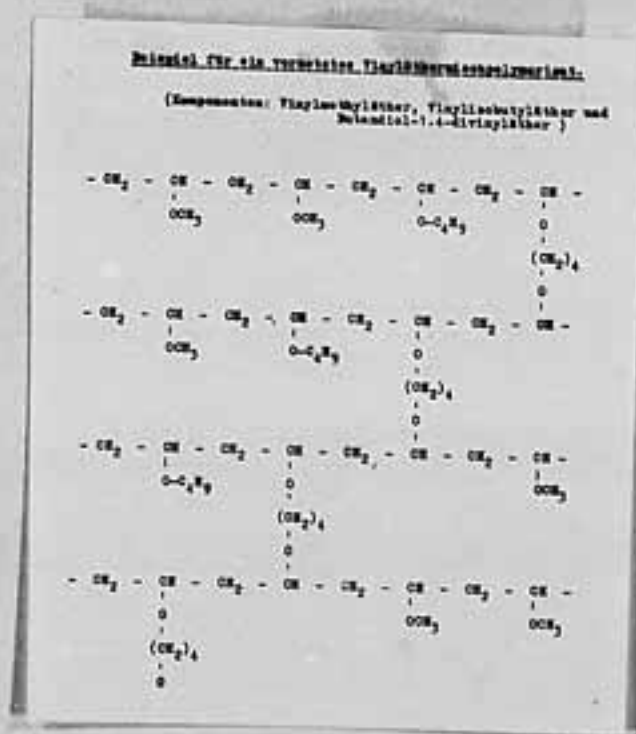 Beispiel für ein vernetztes Vinyläthermischpolymerisat.
(Komponenten: Vinylmethyläther, Vinylisobutyläther und
Butandiol-1.4-divinyläther )
- CH2 - CH - CH2 - CH - CH2 - CH - CH2 - CH -
OCH3 OCH3 O-C4H9 O
(CH2)4
O
- CH2 - CH - CH2 - CH - CH2 - CH - CH2 - CH -
OCH3 O-C4H9 O
(CH2)4
O
- CH2 - CH - CH2 - CH - CH2 - CH - CH2 - CH -
O-C4H9 O OCH3
(CH2)4
O
- CH2 - CH - CH2 - CH - CH2 - CH - CH2 - CH -
O OCH3 OCH3
(CH2)4
O